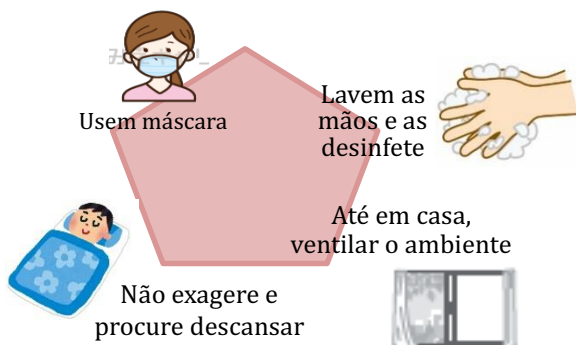 Usem máscara
Lavem as
mãos e as
desinfete
Até em casa,
ventilar o ambiente
Não exagere e
procure descansar